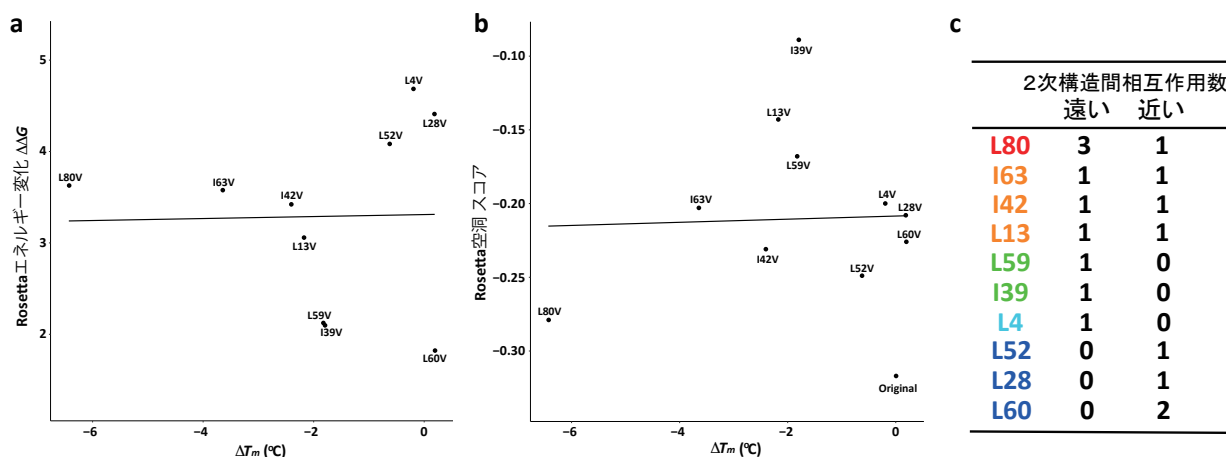 a
Rosettaエネルギー変化 ΔΔG
5
4
3
2
L4V
L28V
L52V
L80V
I63V
I42V
L13V
L59V
I39V
L60V
−6
−4
−2
0
ΔTm (℃)
b
Rosetta空洞 スコア
−0.10
−0.15
−0.20
−0.25
−0.30
I39V
L13V
L59V
I63V
L4V
L28V
L60V
I42V
L52V
L80V
Original
−6
−4
−2
0
ΔTm (℃)
c
2次構造間相互作用数
遠い 近い
L80 3 1
I63 1 1
I42 1 1
L13 1 1
L59 1 0
I39 1 0
L4 1 0
L52 0 1
L28 0 1
L60 0 2